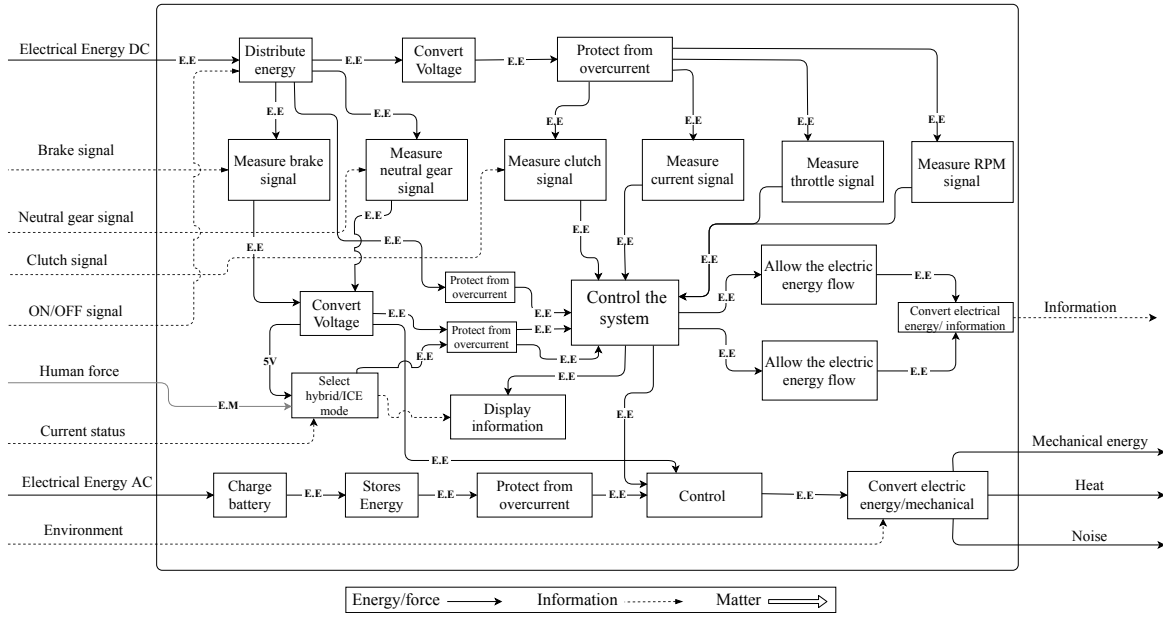 Electrical Energy DC
E.E
Distribute
energy
E.E
Convert
Voltage
E.E
Protect from
overcurrent
E.E
E.E
E.E
E.E
E.E
E.E
Brake signal
Measure brake
signal
Measure
neutral gear
signal
Measure clutch
signal
Measure
current signal
Measure
throttle signal
Measure RPM
signal
Neutral gear signal
E.E
E.E
E.E
E.E
E.E
E.E
E.E
Clutch signal
Protect from
overcurrent
E.E
Control the
system
E.E
Allow the electric
energy flow
E.E
ON/OFF signal
Convert
Voltage
E.E
Protect from
overcurrent
E.E
E.E
E.E
Convert electrical
energy/ information
Information
5V
E.E
Allow the electric
energy flow
E.E
Human force
E.M
Select
hybrid/ICE
mode
E.E
Display
information
E.E
Current status
E.E
Mechanical energy
Electrical Energy AC
Charge
battery
E.E
Stores
Energy
E.E
Protect from
overcurrent
E.E
Control
E.E
Convert electric
energy/mechanical
Heat
Environment
Noise
Energy/force
Information
Matter